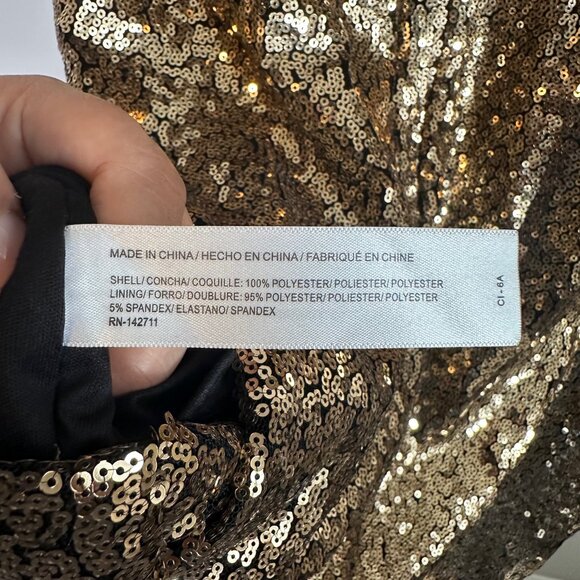 MADE IN CHINA / HECHO EN CHINA / FABRIQUÉ EN CHINE
SHELL/ CONCHA/ COQUILLE: 100% POLYESTER/ POLIESTER/ POLYESTER
LINING/ FORRO/ DOUBLURE: 95% POLYESTER/ POLIESTER/ POLYESTER
5% SPANDEX/ ELASTANO/ SPANDEX
RN-142711
CI - 6A